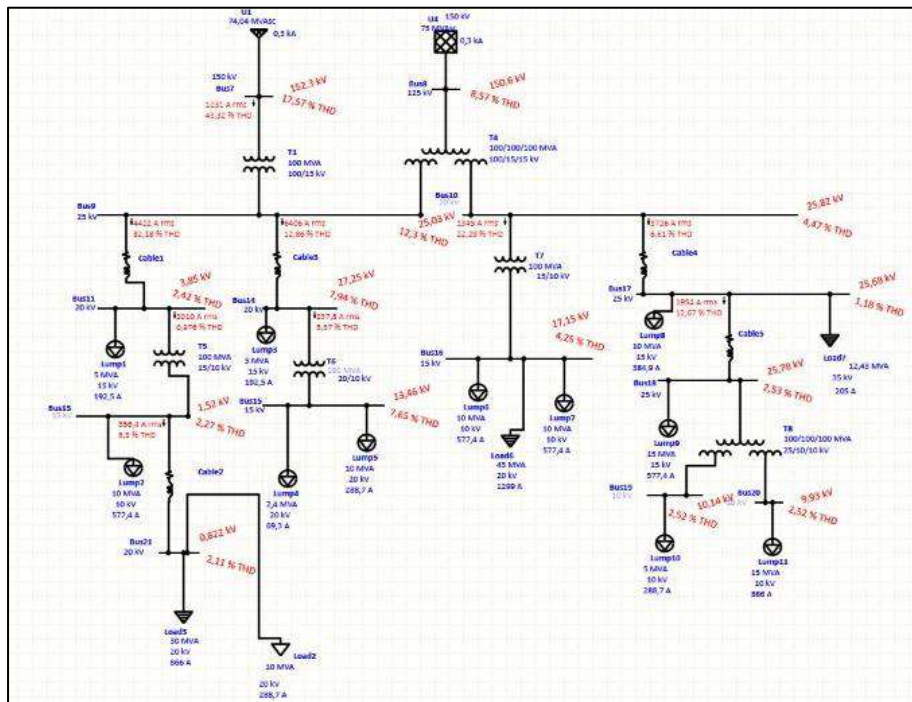 U1
74,04 MVAsc
0,3 kA
150 kV
Bus7
152,3 kV
17,57 % THD
1231 A rms
T1
100 MVA
100/15 kV
150 kV
0,3 kA
Bus8
125 kV
150,6 kV
8,57 % THD
T4
100/100/100 MVA
100/15/15 kV
Bus9
25 kV
25,03 kV
12,3 % THD
Bus10
25,82 kV
4,47 % THD
4422 A rms
32,18 % THD
Cable1
6406 A rms
12,86 % THD
Cable3
1345 A rms
22,28 % THD
T7
100 MVA
15/10 kV
6,61 % THD
Cable4
Bus11
20 kV
3,85 kV
2,42 % THD
Lump1
5 MVA
15 kV
192,5 A
T5
100 MVA
15/10 kV
Bus14
20 kV
27,25 kV
7,94 % THD
Lump3
5 MVA
15 kV
192,5 A
T6
20/10 kV
Bus17
25 kV
25,68 kV
1,18 % THD
Lump8
10 MVA
15 kV
384,9 A
1954 A rms
12,07 % THD
Cable5
Load7
12,43 MVA
35 kV
205 A
Bus16
15 kV
17,15 kV
4,25 % THD
Lump6
10 MVA
10 kV
577,4 A
Load6
45 MVA
20 kV
1299 A
Lump7
10 MVA
10 kV
577,4 A
Bus18
25 kV
25,78 kV
2,53 % THD
Lump9
15 MVA
15 kV
577,4 A
T8
100/100/100 MVA
25/10/10 kV
Bus15
1,52 kV
2,27 % THD
Lump2
10 MVA
10 kV
577,4 A
Cable2
Bus15
15 kV
13,46 kV
7,65 % THD
Lump4
2,4 MVA
20 kV
69,3 A
Lump5
10 MVA
20 kV
288,7 A
Bus19
10 kV
10,14 kV
2,52 % THD
Bus20
9,93 kV
2,32 % THD
Lump10
5 MVA
10 kV
288,7 A
Lump11
15 MVA
10 kV
866 A
Bus21
20 kV
0,822 kV
2,11 % THD
Load3
30 MVA
20 kV
866 A
Load2
10 MVA
20 kV
288,7 A